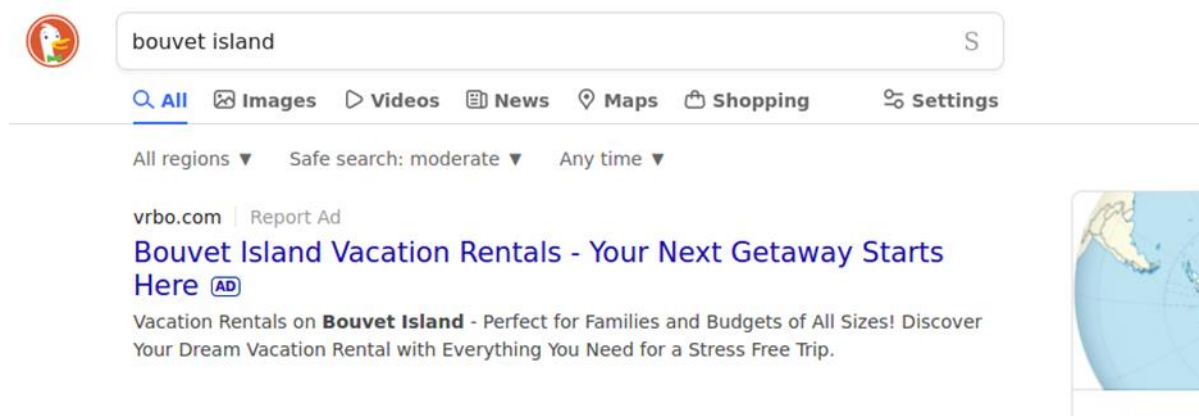 bouvet island
S
All Images Videos News Maps Shopping Settings
All regions ▼ Safe search: moderate ▼ Any time ▼
vrbo.com Report Ad
Bouvet Island Vacation Rentals - Your Next Getaway Starts
Here AD
Vacation Rentals on Bouvet Island - Perfect for Families and Budgets of All Sizes! Discover
Your Dream Vacation Rental with Everything You Need for a Stress Free Trip.